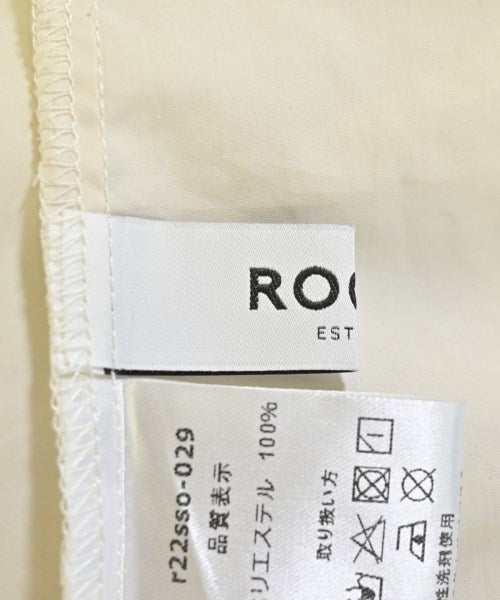 ROC
EST
r22sso-029
品質表示
リエステル 100%
取り扱い方
性洗剤使用